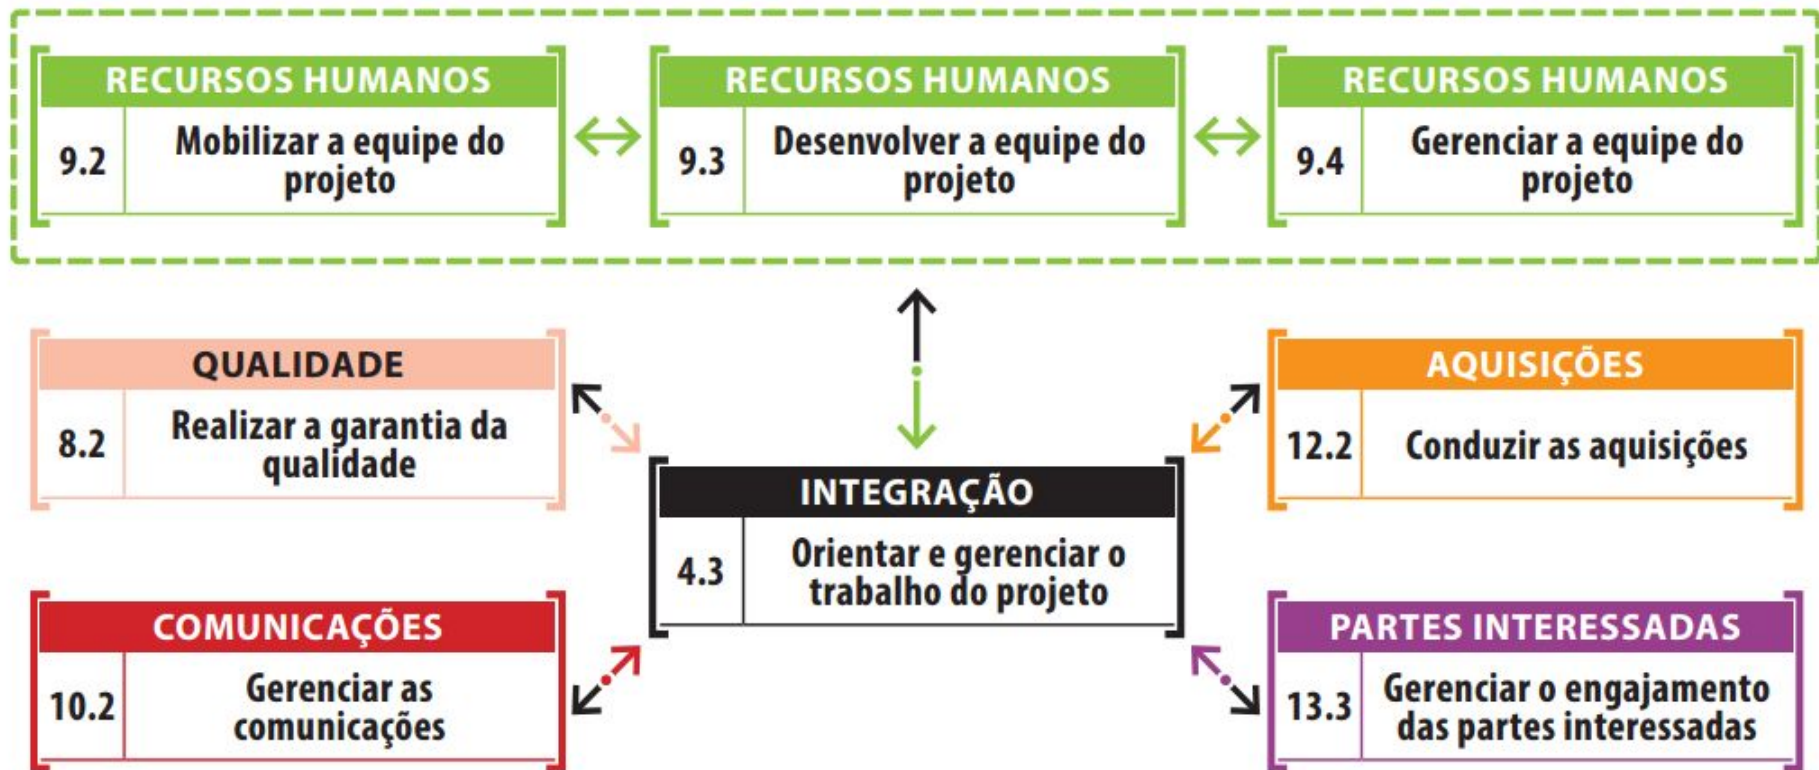 RECURSOS HUMANOS
9.2
Mobilizar a equipe do
projeto
RECURSOS HUMANOS
9.3
Desenvolver a equipe do
projeto
RECURSOS HUMANOS
9.4
Gerenciar a equipe do
projeto
QUALIDADE
8.2
Realizar a garantia da
qualidade
AQUISIÇÕES
12.2
Conduzir as aquisições
INTEGRAÇÃO
4.3
Orientar e gerenciar o
trabalho do projeto
COMUNICAÇÕES
10.2
Gerenciar as
comunicações
PARTES INTERESSADAS
13.3
Gerenciar o engajamento
das partes interessadas